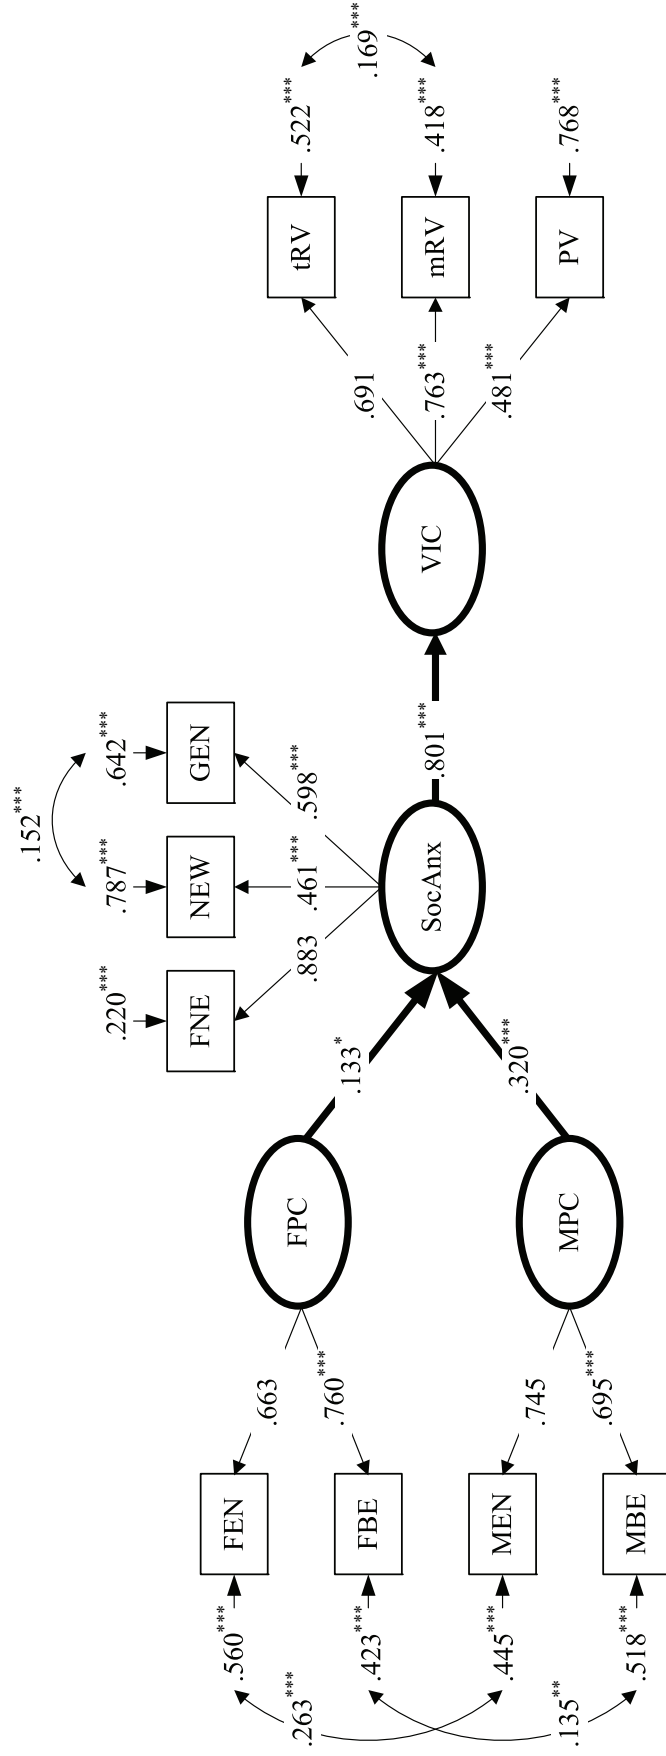 .152***
.220***
.787***
.642***
FNE
NEW
GEN
.883
.461***
.598***
.560***
FEN
.663
FPC
.133*
.263***
.423***
FBE
.760***
.445***
MEN
.745
MPC
.320***
.135**
.518***
MBE
.695***
SocAnx
.801***
VIC
.691
tRV
.522***
.169***
.763***
mRV
.418***
.481***
PV
.768***